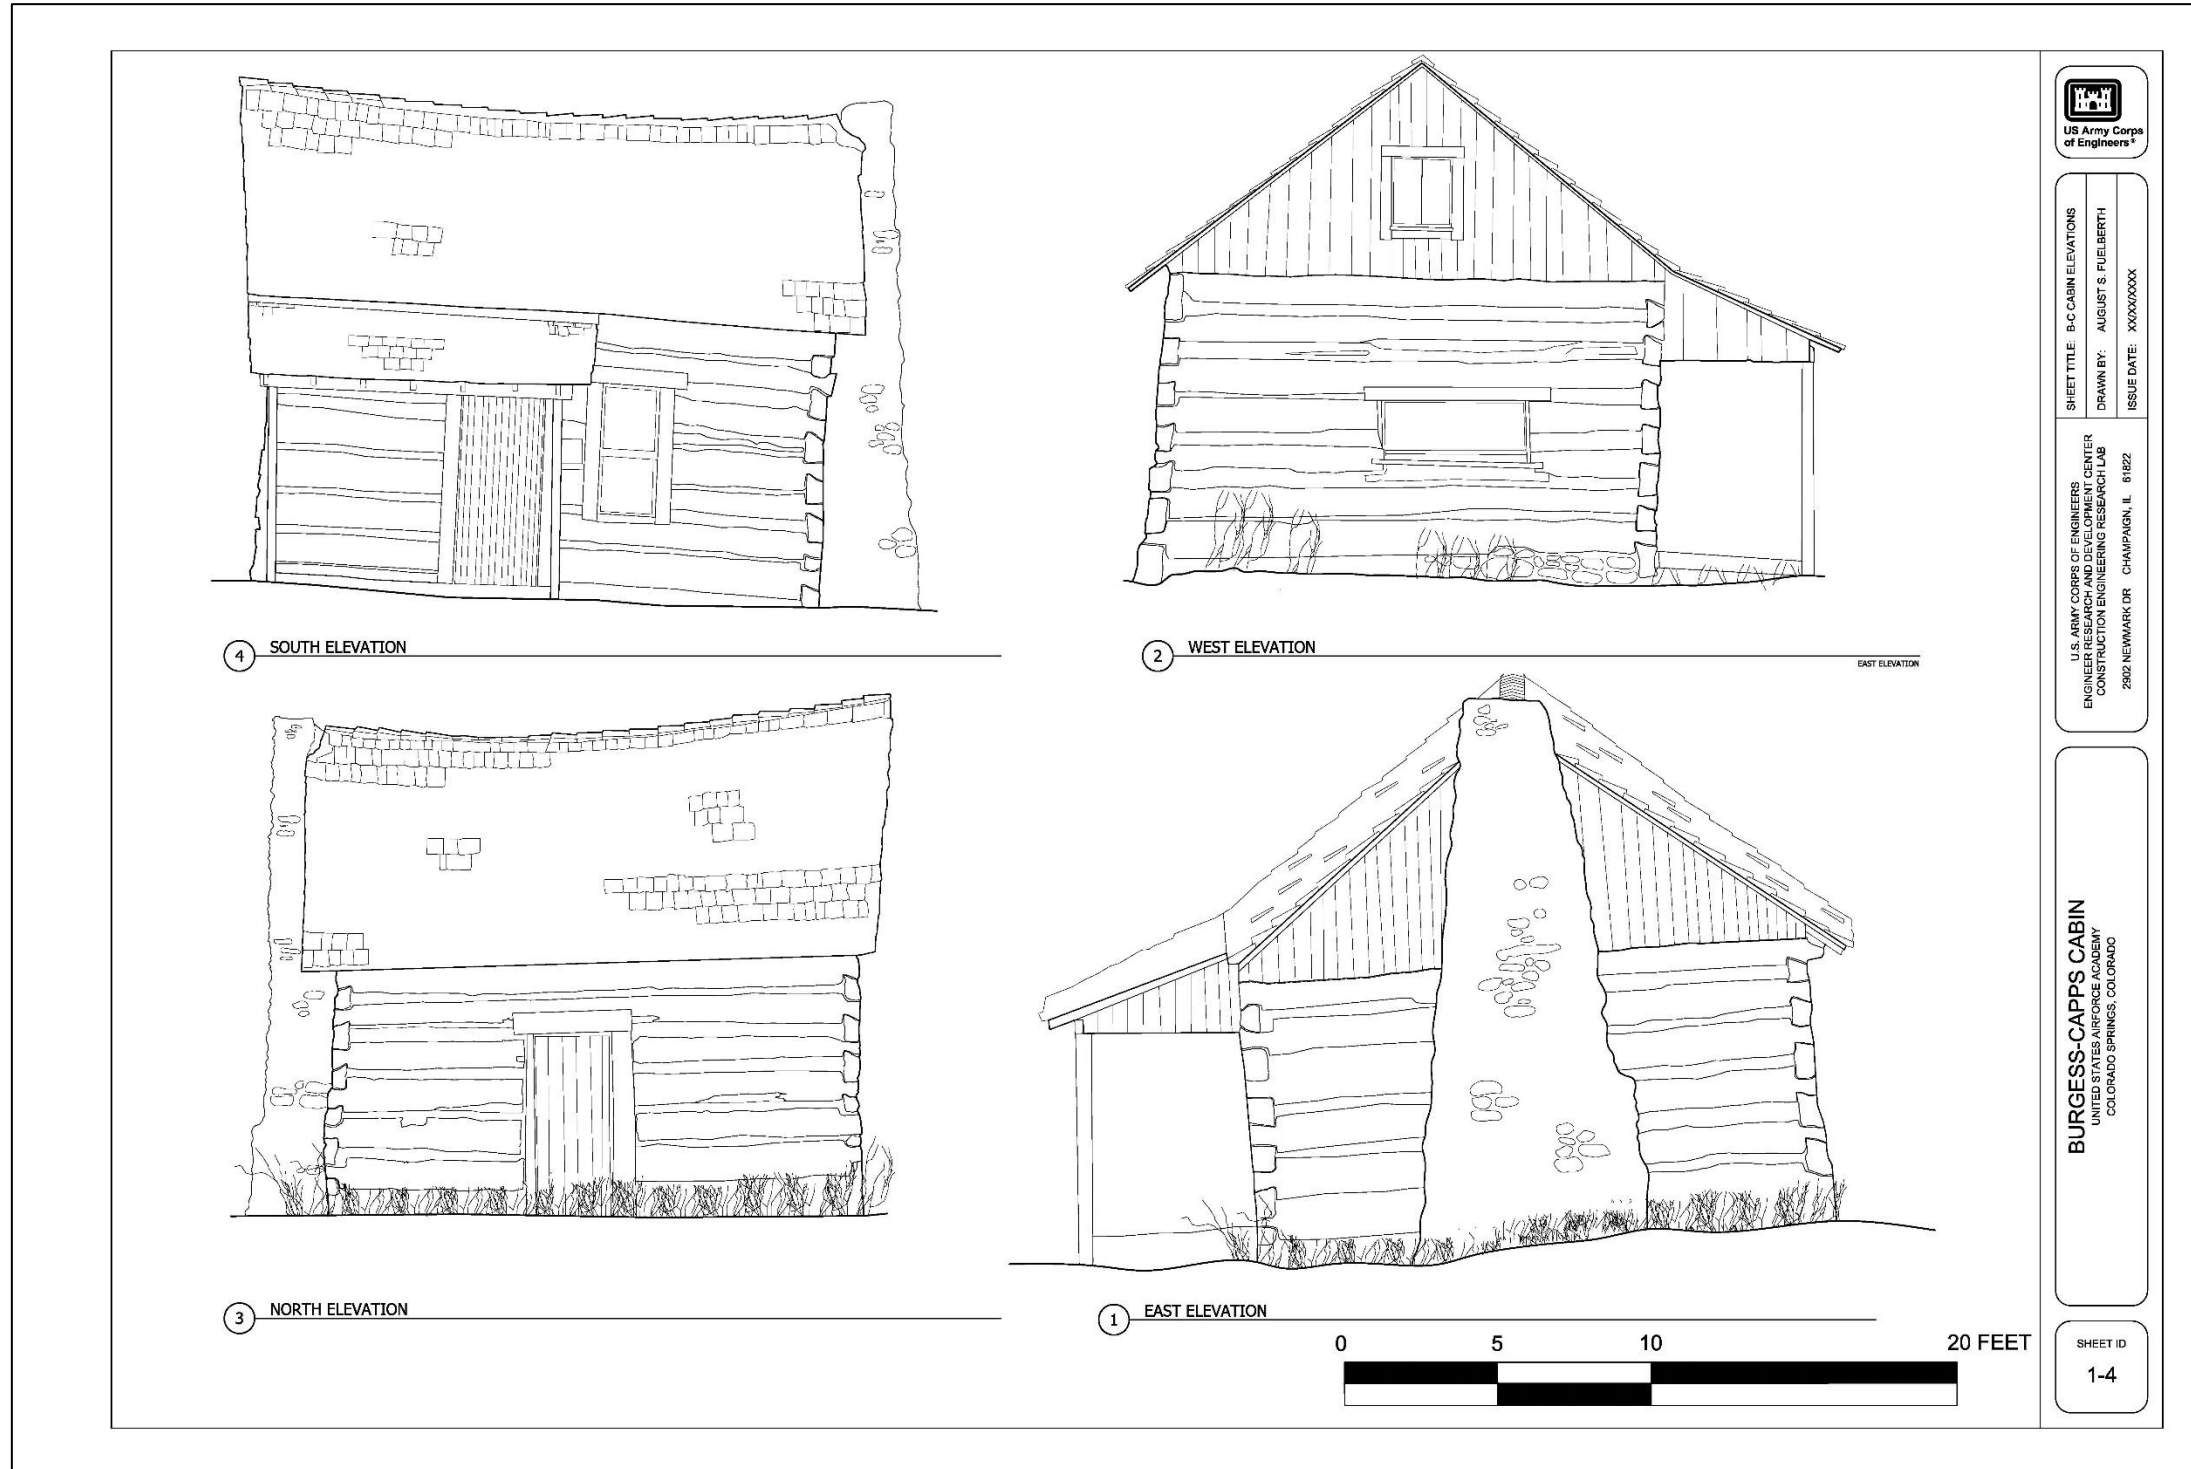 4 SOUTH ELEVATION
2 WEST ELEVATION
EAST ELEVATION
3 NORTH ELEVATION
1 EAST ELEVATION
0 5 10 20 FEET
US Army Corps
of Engineers®
SHEET TITLE: B-C CABIN ELEVATIONS
DRAWN BY: AUGUST S. FUELBERTH
ISSUE DATE: XX/XX/XXXX
U.S. ARMY CORPS OF ENGINEERS
ENGINEER RESEARCH AND DEVELOPMENT CENTER
CONSTRUCTION ENGINEERING RESEARCH LAB
2902 NEWMARK DR CHAMPAIGN, IL 61822
BURGESS-CAPPS CABIN
UNITED STATES AIRFORCE ACADEMY
COLORADO SPRINGS, COLORADO
SHEET ID
1-4